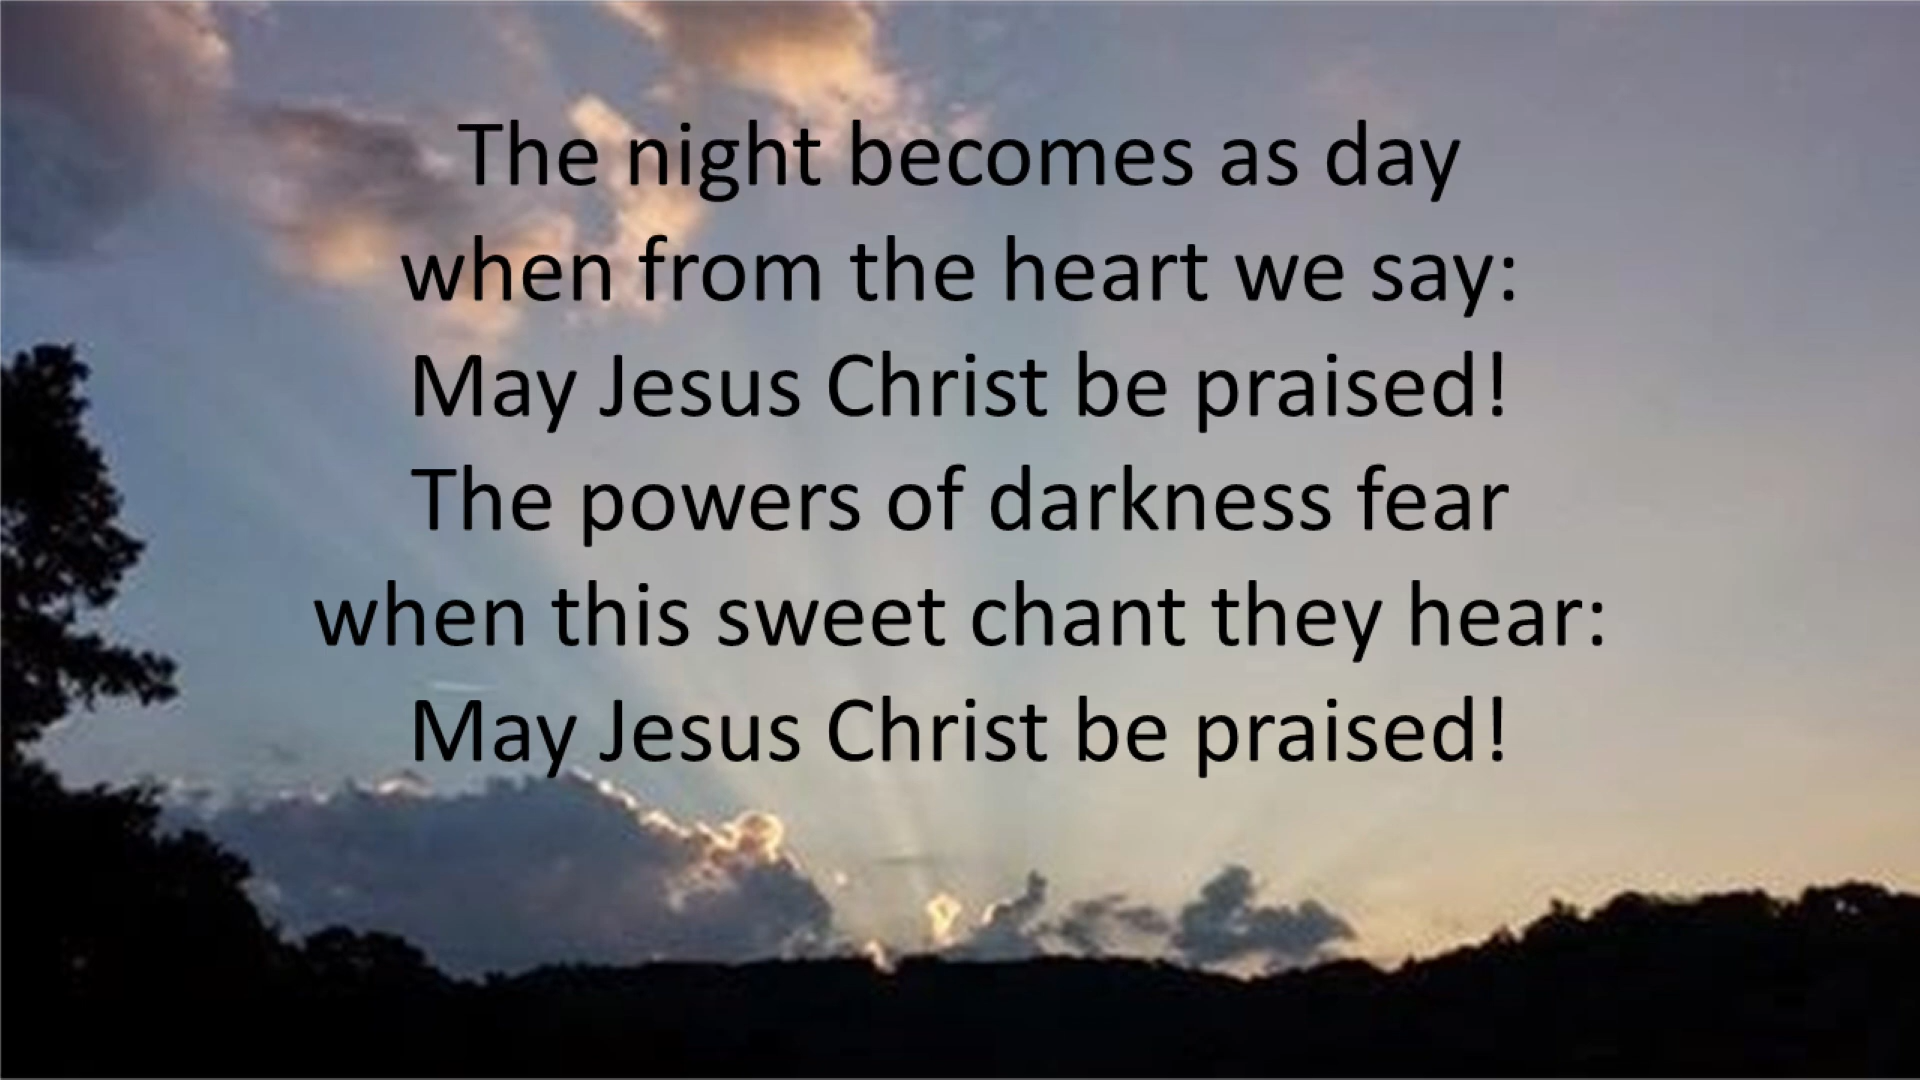 The night becomes as day
when from the heart we say:
May Jesus Christ be praised!
The powers of darkness fear
when this sweet chant they hear:
May Jesus Christ be praised!